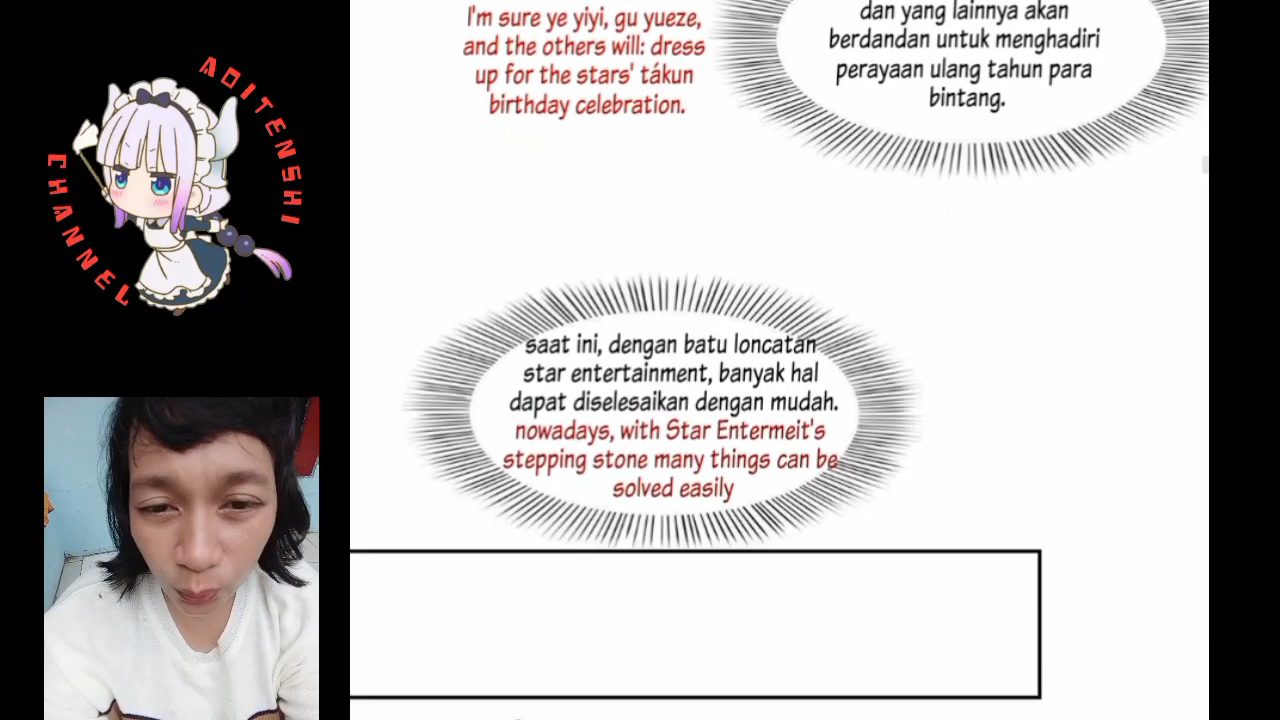 AOITENSHI
CHANNEL
I'm sure ye yiyi, gu yueze,
and the others will: dress
up for the stars' tákun
birthday celebration.
dan yang lainnya akan
berdandan untuk menghadiri
perayaan ulang tahun para
bintang.
saat ini, dengan batu loncatan
star entertainment, banyak hal
dapat diselesaikan dengan mudah.
nowadays, with Star Entermeit's
stepping stone many things can be
solved easily